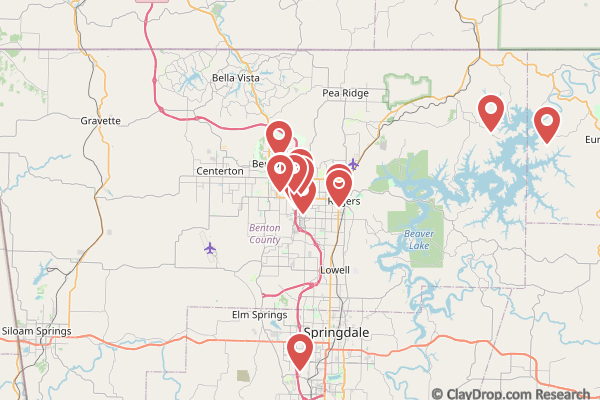 Bella Vista
Pea Ridge
Gravette
Eur
Be
Centerton
Rogers
Benton
County
Beaver
Lake
Lowell
Elm Springs
Siloam Springs
Springdale
© ClayDrop.com Research